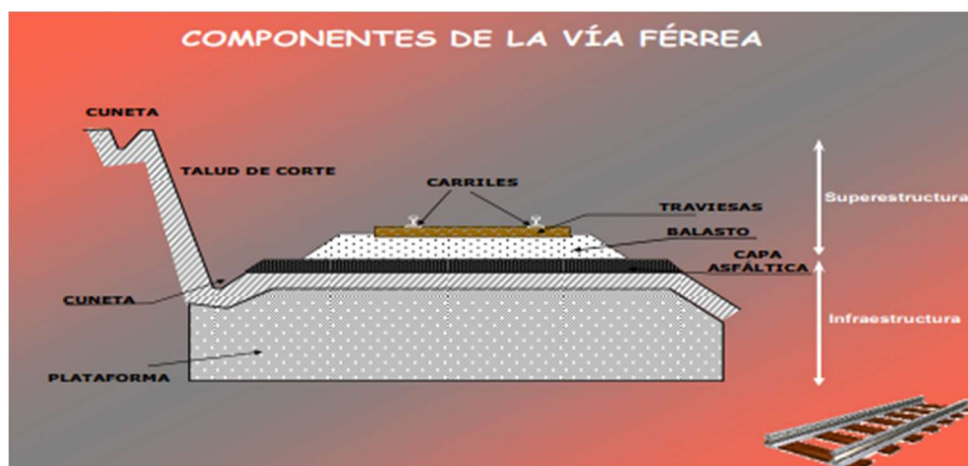 COMPONENTES DE LA VÍA FÉRREA
CUNETA
TALUD DE CORTE
CARRILES
TRAVIESAS
BALASTO
CAPA
ASFÁLTICA
CUNETA
PLATAFORMA
Superestructura
Infraestructura